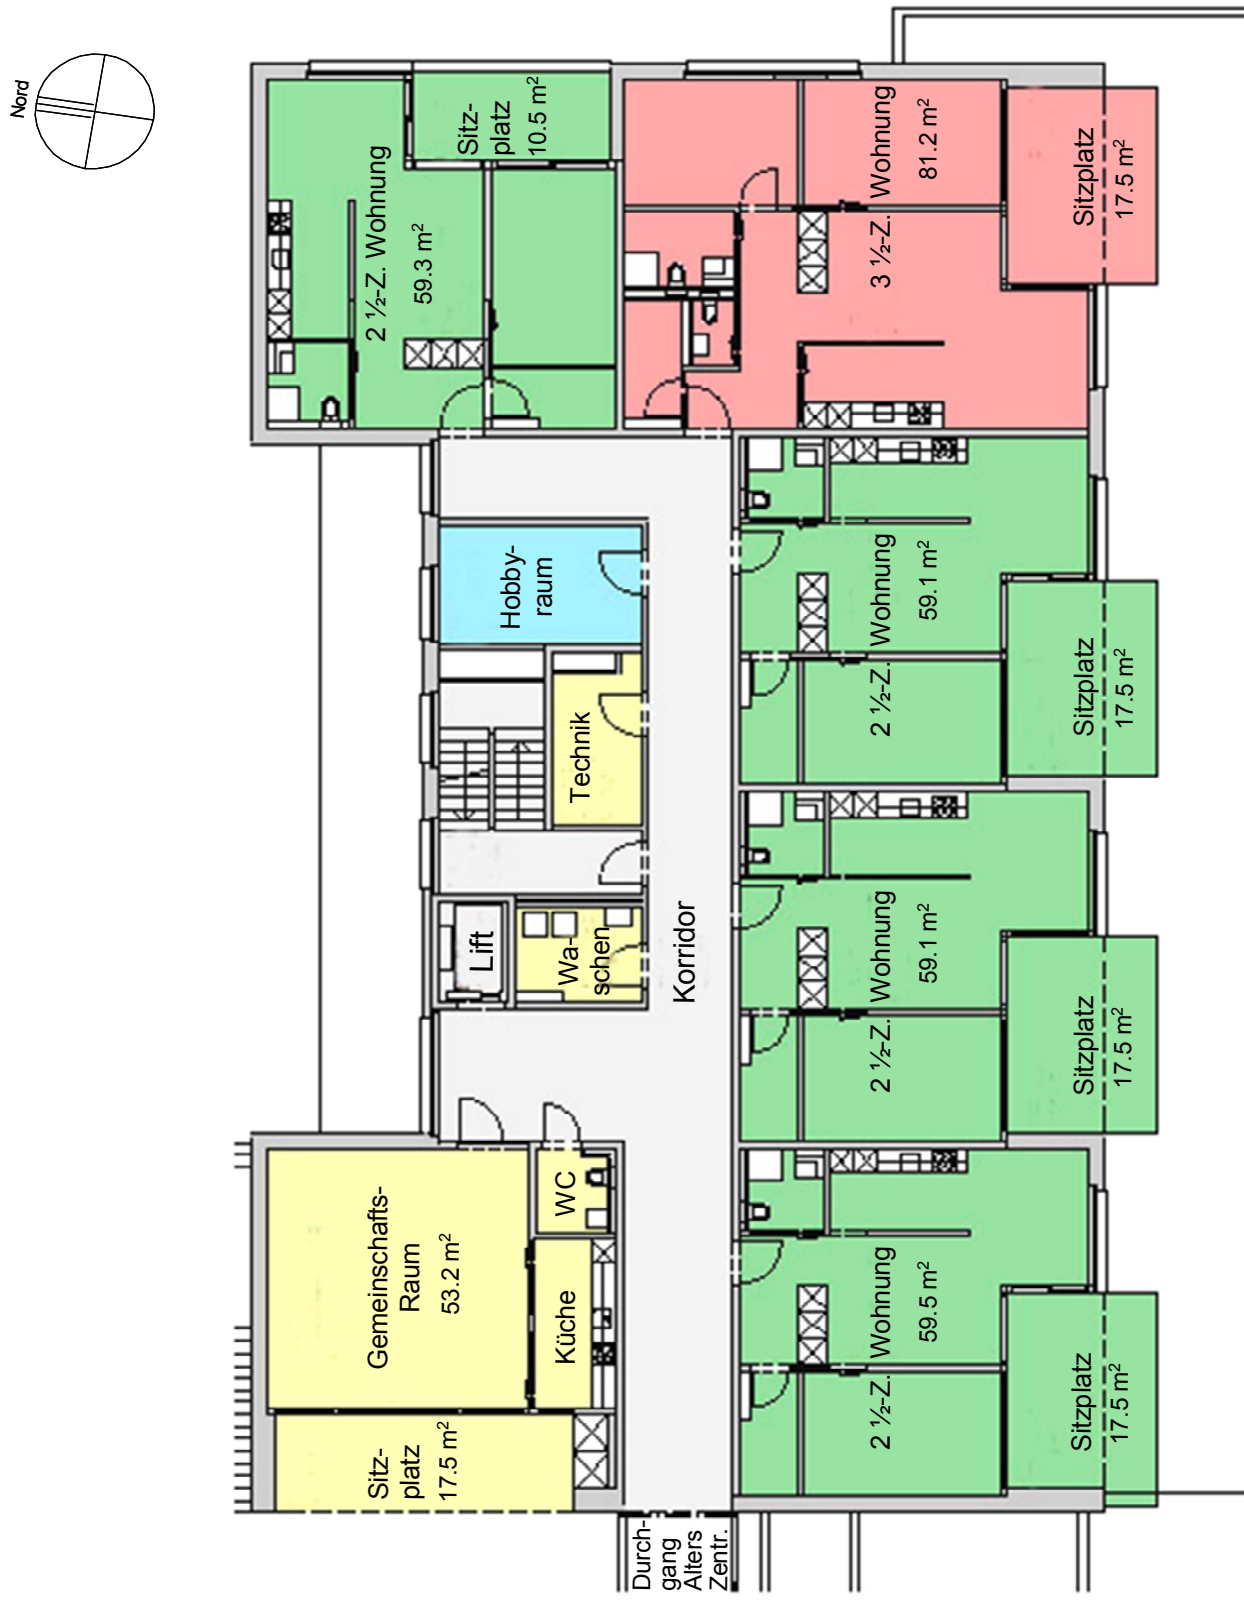 Nord
2 ½-Z. Wohnung
59.3 m²
Sitz-
platz
10.5 m²
3 ½-Z. Wohnung
81.2 m²
Sitzplatz
17.5 m²
Hobby-
raum
2 ½-Z. Wohnung
59.1 m²
Sitzplatz
17.5 m²
Technik
Lift
Wa-
schen
Korridor
2 ½-Z. Wohnung
59.1 m²
Sitzplatz
17.5 m²
Gemeinschafts-
Raum
53.2 m²
WC
Küche
Sitz-
platz
17.5 m²
2 ½-Z. Wohnung
59.5 m²
Sitzplatz
17.5 m²
Durch-
gang
Alters
Zentr.